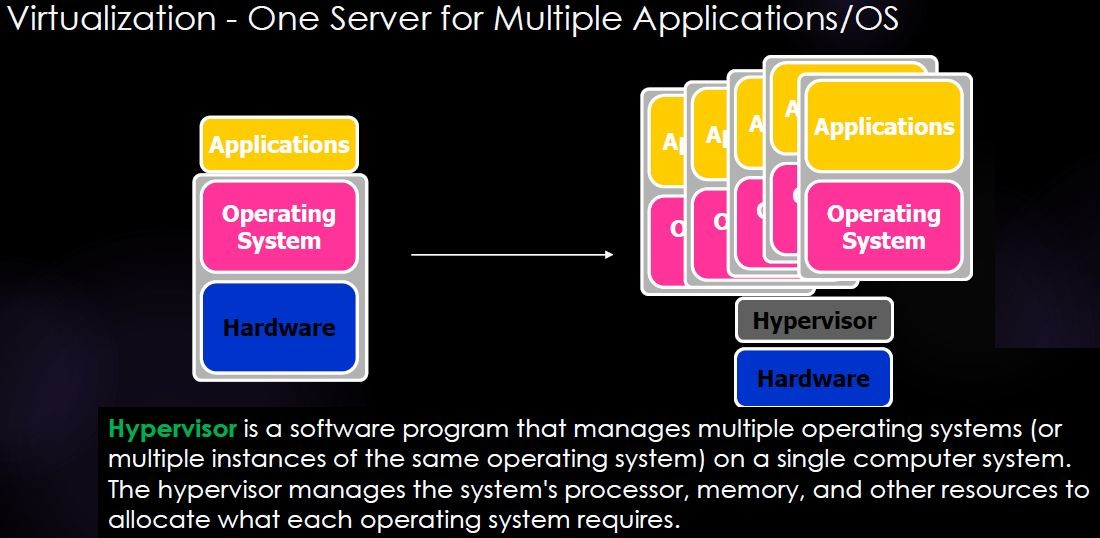 Virtualization - One Server for Multiple Applications/OS
Applications
Operating
System
Hardware
Ap
O
Ap
O
A
O
A
O
Applications
Operating
System
Hypervisor
Hardware
Hypervisor is a software program that manages multiple operating systems (or
multiple instances of the same operating system) on a single computer system.
The hypervisor manages the system's processor, memory, and other resources to
allocate what each operating system requires.